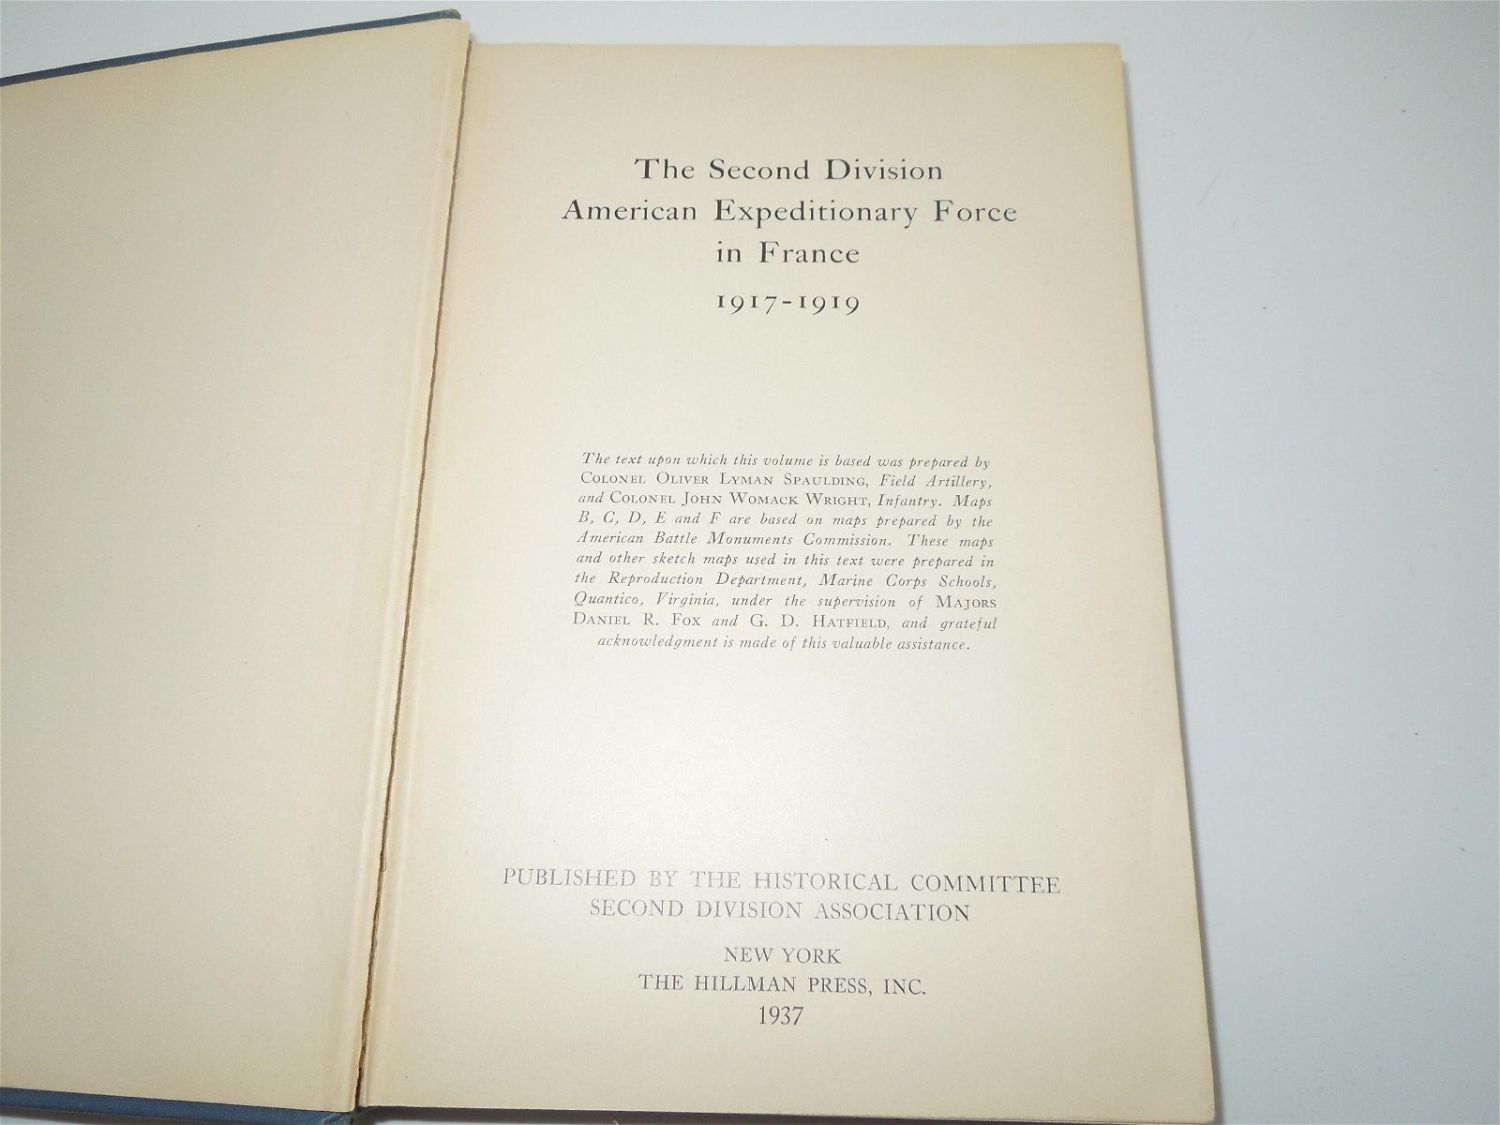 The Second Division
American Expeditionary Force
in France
1917-1919
The text upon which this volume is based was prepared by
COLONEL OLIVER LYMAN SPAULDING, Field Artillery,
and COLONEL JOHN WOMACK WRIGHT, Infantry. Maps
B, C, D, E and F are based on maps prepared by the
American Battle Monuments Commission. These maps
and other sketch maps used in this text were prepared in
the Reproduction Department, Marine Corps Schools,
Quantico, Virginia, under the supervision of MAJORS
DANIEL R. FOX and G. D. HATFIELD, and grateful
acknowledgment is made of this valuable assistance.
PUBLISHED BY THE HISTORICAL COMMITTEE
SECOND DIVISION ASSOCIATION
NEW YORK
THE HILLMAN PRESS, INC.
1937